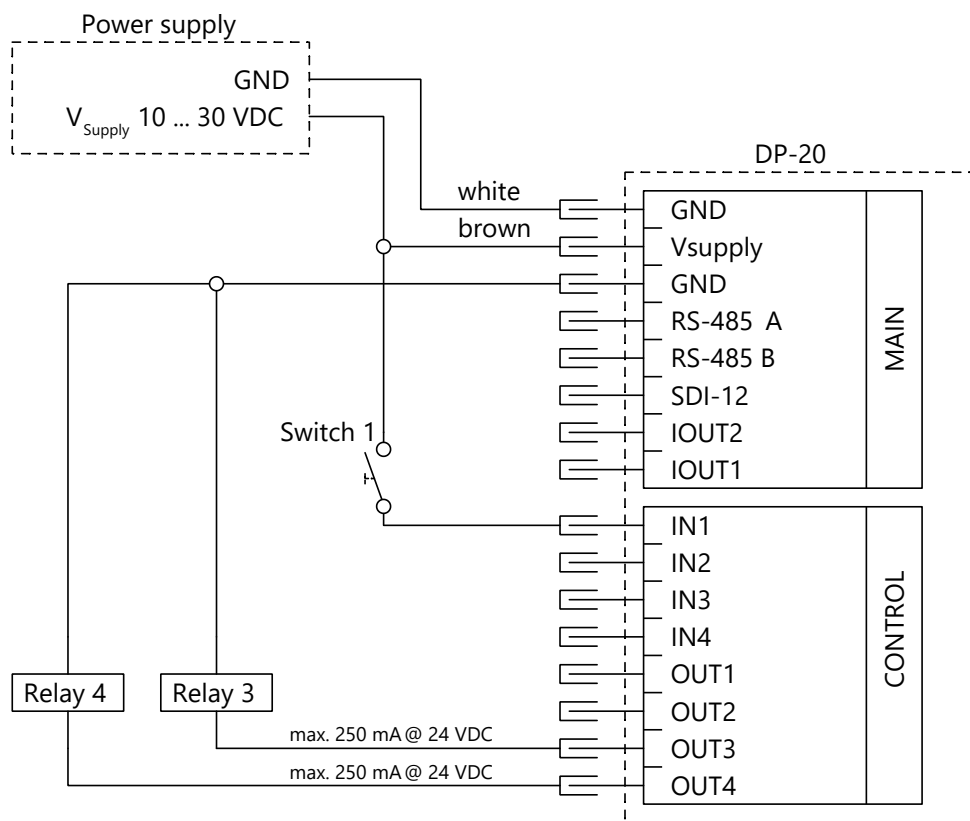 Power supply
GND
VSupply 10 ... 30 VDC
DP-20
white
brown
GND
Vsupply
GND
RS-485 A
RS-485 B
SDI-12
IOUT2
IOUT1
MAIN
Switch 1
IN1
IN2
IN3
IN4
OUT1
OUT2
OUT3
OUT4
CONTROL
Relay 4
Relay 3
max. 250 mA @ 24 VDC
max. 250 mA @ 24 VDC